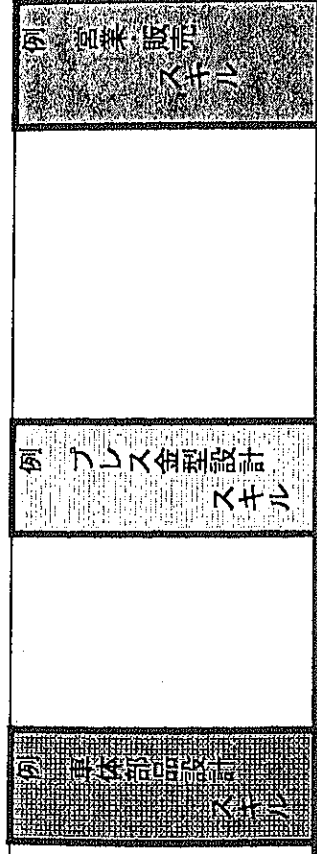 例 営業・販売
スキル
例 プレス金型設計
スキル
例 車体部品設計
スキル